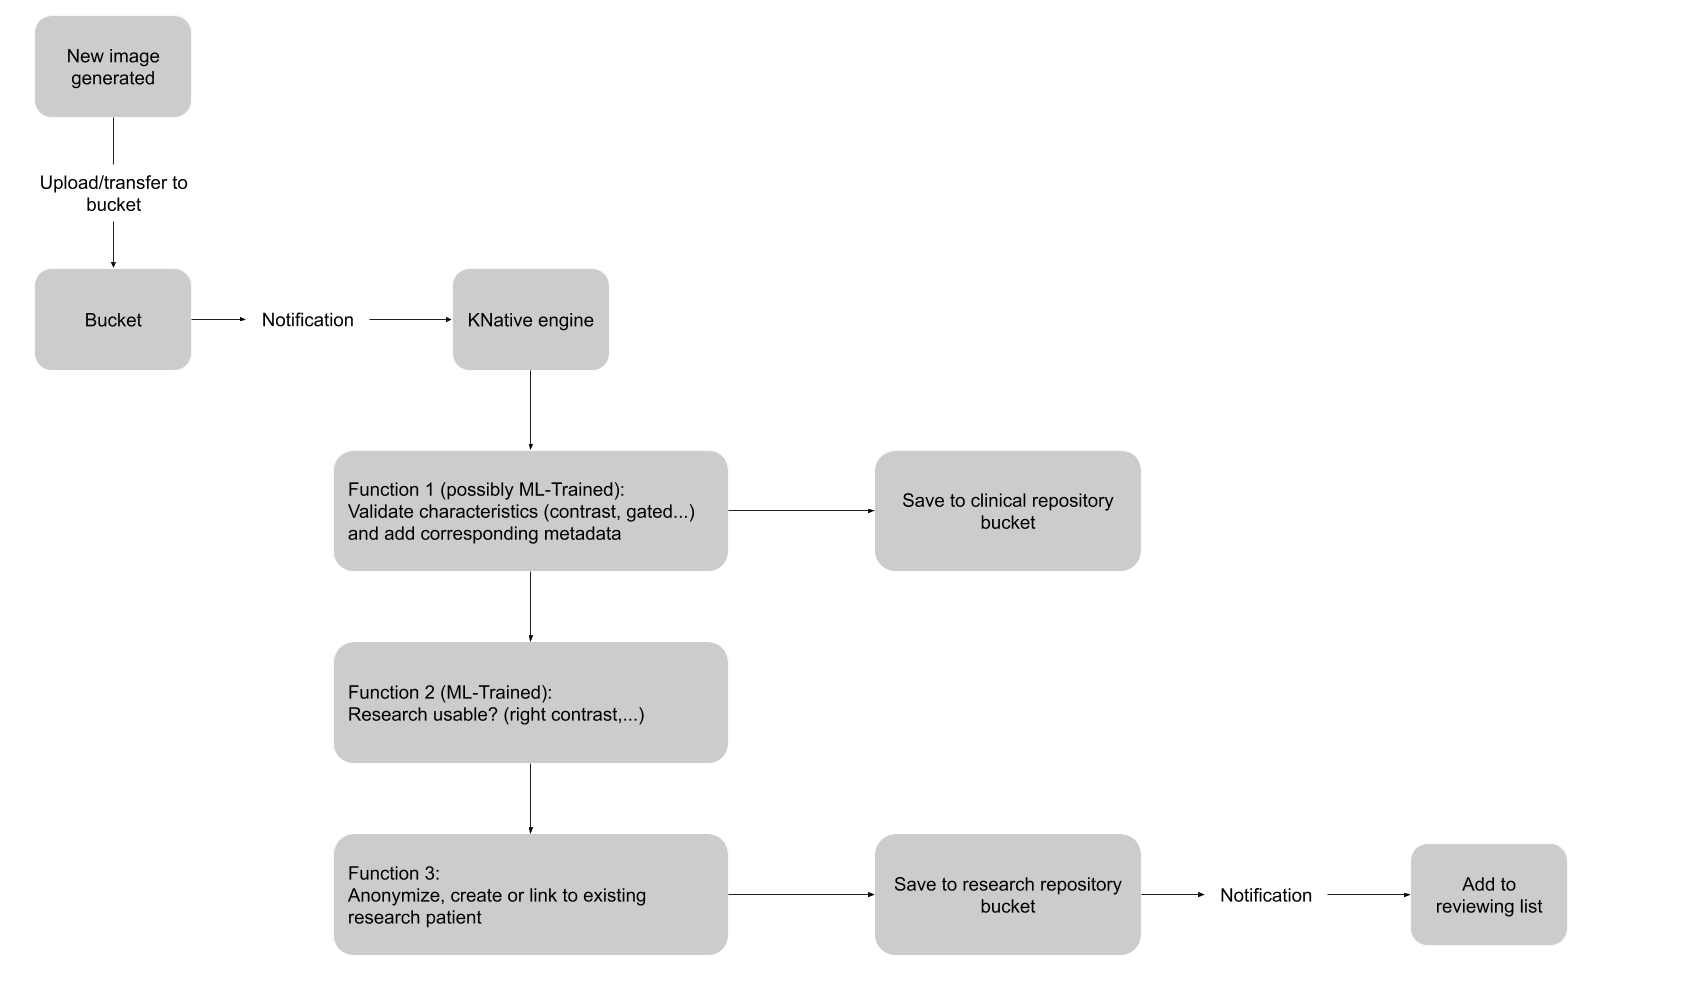 New image
generated
Upload/transfer to
bucket
Bucket
Notification
KNative engine
Function 1 (possibly ML-Trained):
Validate characteristics (contrast, gated...)
and add corresponding metadata
Save to clinical repository
bucket
Function 2 (ML-Trained):
Research usable? (right contrast,...)
Function 3:
Anonymize, create or link to existing
research patient
Save to research repository
bucket
Notification
Add to
reviewing list